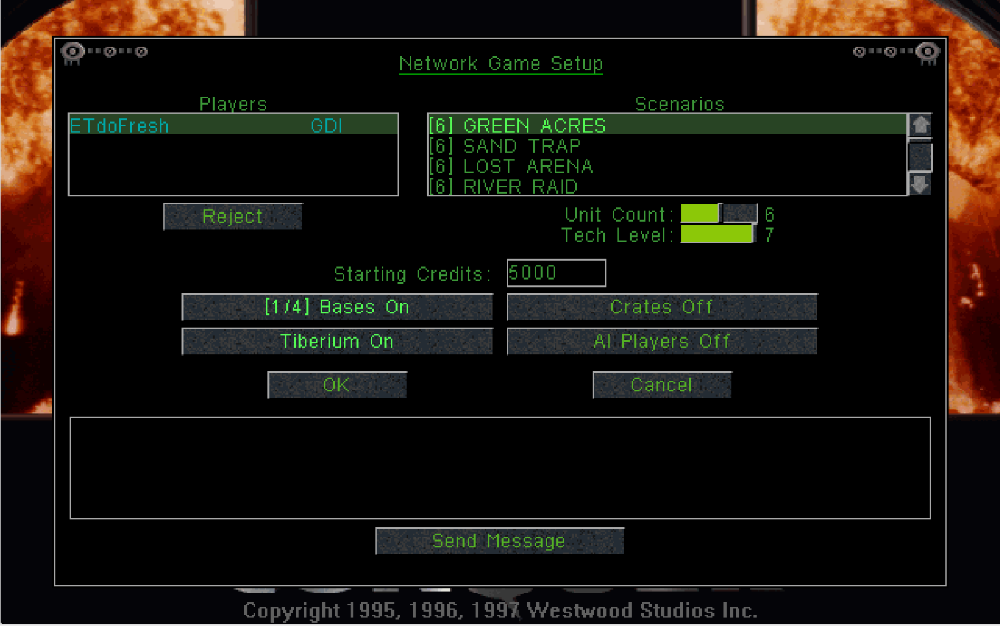 Network Game Setup
Players
Scenarios
ETdoFresh GDI
[6] GREEN ACRES
[6] SAND TRAP
[6] LOST ARENA
[6] RIVER RAID
Reject
Unit Count: 6
Tech Level: 7
Starting Credits: 5000
[1/4] Bases On
Crates Off
Tiberium On
AI Players Off
OK
Cancel
Send Message
Copyright 1995, 1996, 1997 Westwood Studios Inc.